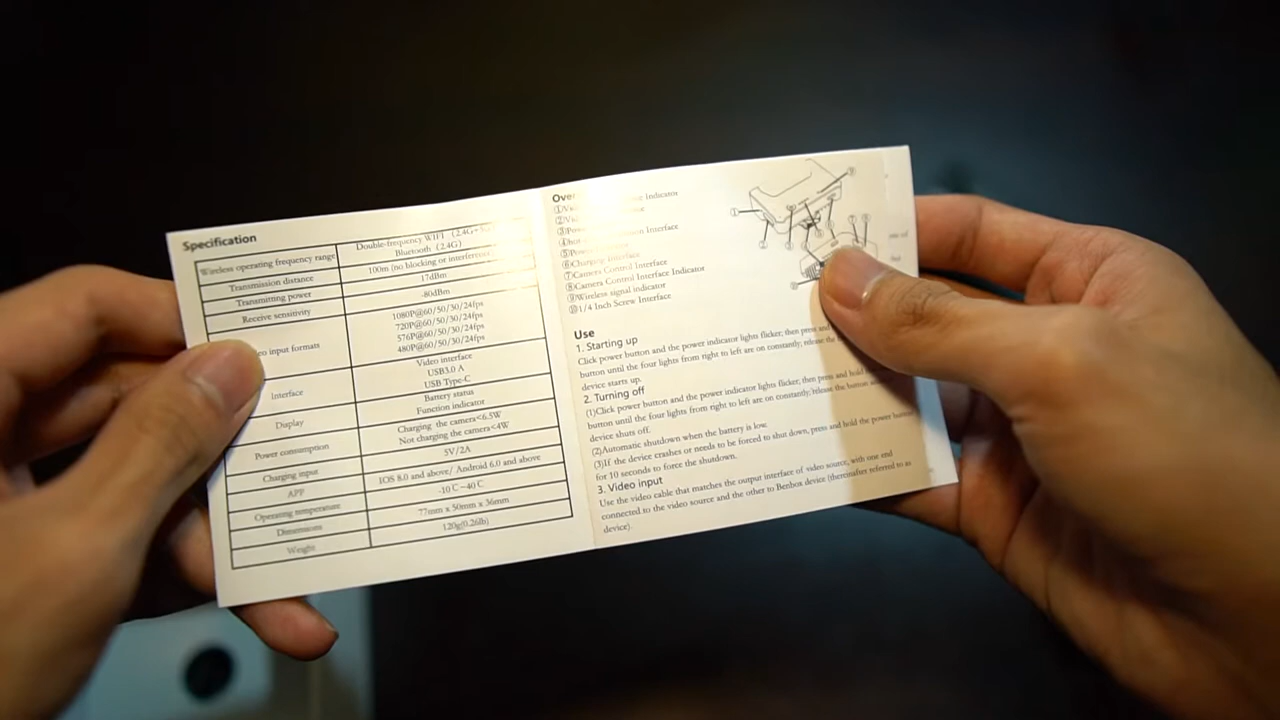 Specification
Wireless operating frequency range
Double-frequency WIFI (2.4G+
Bluetooth (2.4G)
Transmission distance
100m (no blocking or interference
Transmitting power
17dBm
Receive sensitivity
-80dBm
eo input formats
1080P@60/50/30/24fps
720P@60/50/30/24fps
576P@60/50/30/24fps
480P@60/50/30/24fps
Interface
Video interface
USB3.0 A
USB Type-C
Display
Battery status
Function indicator
Power consumption
Charging the camera<6.5W
Not charging the camera<4W
Charging input
5V/2A
APP
IOS 8.0 and above/ Android 6.0 and above
Operating temperature
-10℃~40℃
Dimensions
77mm x 50mm x 36mm
Weight
120g(0.26lb)
Ove
① Indicator
②
③
④ Interface
⑤
⑥Charging Interface
⑦Camera Control Interface
⑧Camera Control Interface Indicator
⑨Wireless signal indicator
⑩1/4 Inch Screw Interface
Use
1. Starting up
Click power button and the power indicator lights flicker; then press and
button until the four lights from right to left are on constantly, release the
device starts up.
2. Turning off
(1)Click power button and the power indicator lights flicker; then press and hold
button until the four lights from right to left are on constantly, release the button
device shuts off.
(2)Automatic shutdown when the battery is low.
(3)If the device crashes or needs to be forced to shut down, press and hold the power button
for 10 seconds to force the shutdown.
3. Video input
Use the video cable that matches the output interface of video source, with one end
connected to the video source and the other to Benbox device (thereinafter referred to as
device).